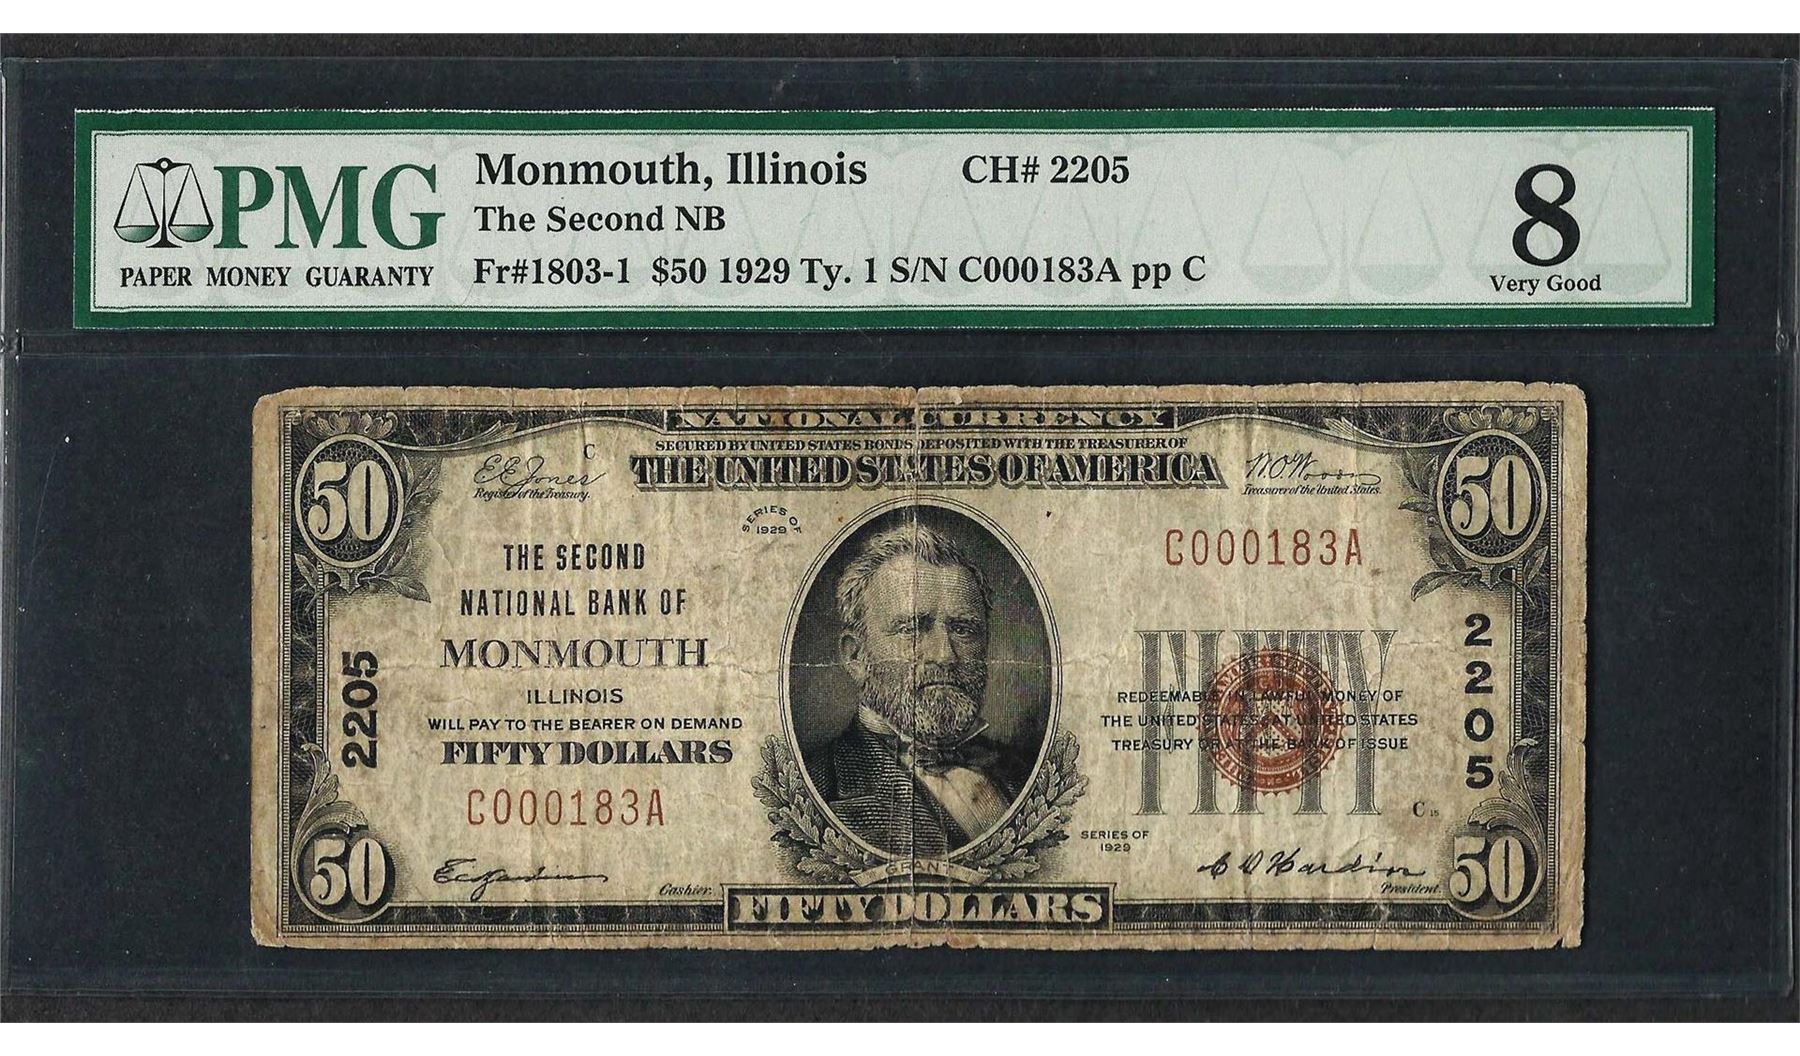 PMG
PAPER MONEY GUARANTY
Monmouth, Illinois CH# 2205
The Second NB
Fr#1803-1 $50 1929 Ty. 1 S/N C000183A pp C
8
Very Good
NATIONAL CURRENCY
SECURED BY UNITED STATES BONDS DEPOSITED WITH THE TREASURER OF
THE UNITED STATES OF AMERICA
C
E E Jones
Register of the Treasury.
W. O. Woods
Treasurer of the United States.
50
50
SERIES OF
1929
THE SECOND
NATIONAL BANK OF
MONMOUTH
ILLINOIS
WILL PAY TO THE BEARER ON DEMAND
FIFTY DOLLARS
C000183A
C000183A
2205
2205
FIFTY
REDEEMABLE IN LAWFUL MONEY OF
THE UNITED STATES AT UNITED STATES
TREASURY OR AT THE BANK OF ISSUE
C 15
SERIES OF
1929
GRANT
Cashier.
President.
50
FIFTY DOLLARS
50